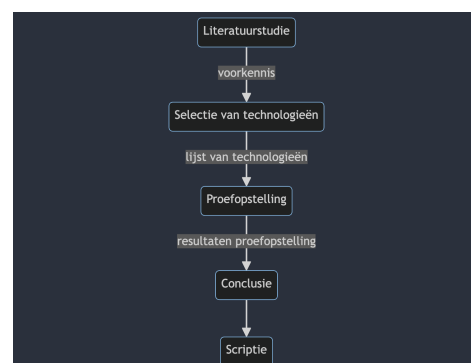 Literatuurstudie
voorkennis
Selectie van technologieën
lijst van technologieën
Proefopstelling
resultaten proefopstelling
Conclusie
Scriptie